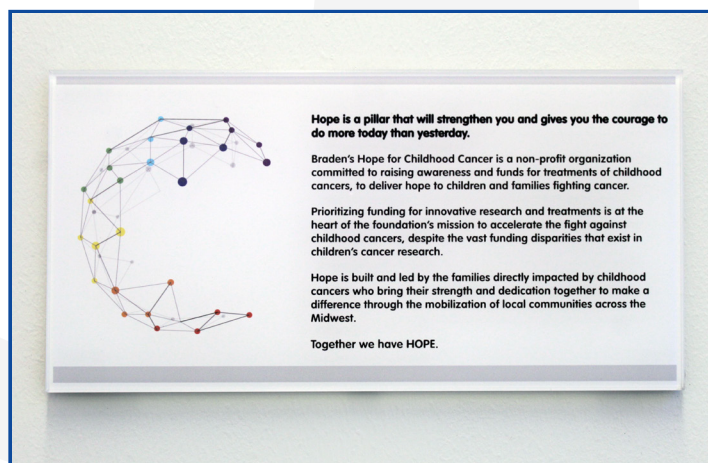 Hope is a pillar that will strengthen you and gives you the courage to
do more today than yesterday.
Braden's Hope for Childhood Cancer is a non-profit organization
committed to raising awareness and funds for treatments of childhood
cancers, to deliver hope to children and families fighting cancer.
Prioritizing funding for innovative research and treatments is at the
heart of the foundation's mission to accelerate the fight against
childhood cancers, despite the vast funding disparities that exist in
children's cancer research.
Hope is built and led by the families directly impacted by childhood
cancers who bring their strength and dedication together to make a
difference through the mobilization of local communities across the
Midwest.
Together we have HOPE.